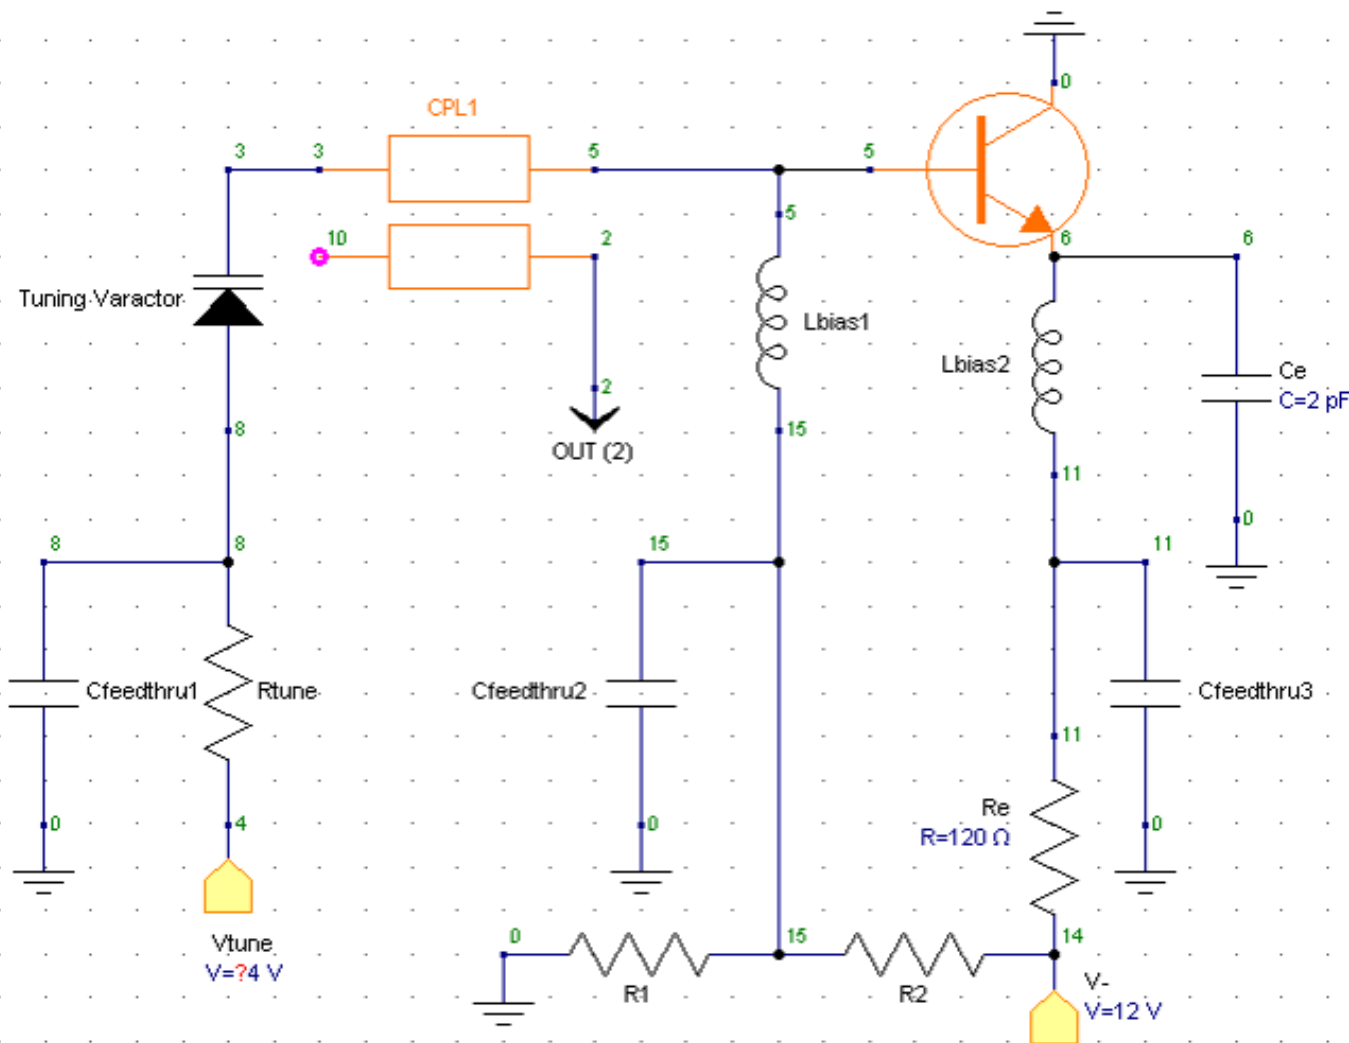 0
CPL1
3 3 5 5
5
10 2 6 6
Tuning Varactor
Lbias1
Lbias2
Ce
C=2 pF
2
OUT (2)
8 15
11
0
8 8 15 11
Cfeedthru1 Rtune Cfeedthru2 Cfeedthru3
11
Re
R=120 Ω
0 4 0 0
Vtune
V=?4 V
0 15 14
R1 R2
V-
V=12 V